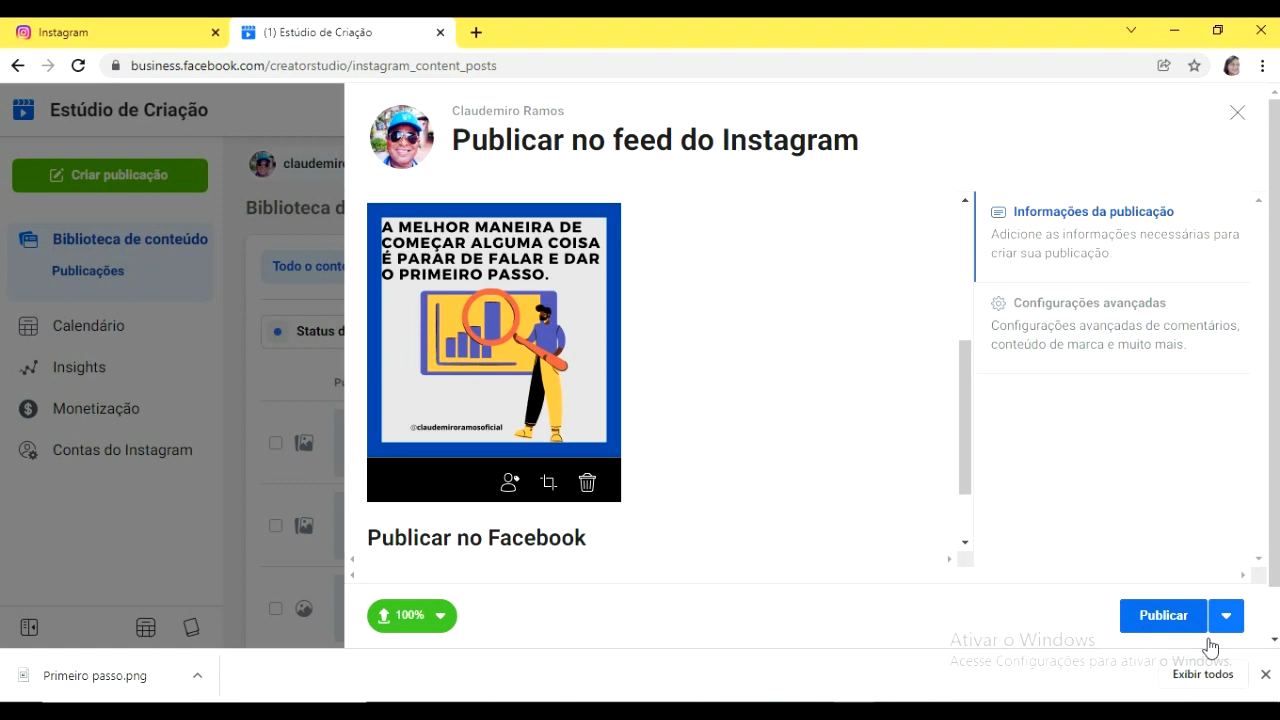 Instagram
(1) Estúdio de Criação
business.facebook.com/creatorstudio/instagram_content_posts
Estúdio de Criação
Criar publicação
Biblioteca de conteúdo
Publicações
Calendário
Insights
Monetização
Contas do Instagram
claudemir
Biblioteca d
Todo o cont
Status d
Claudemiro Ramos
Publicar no feed do Instagram
A MELHOR MANEIRA DE
COMEÇAR ALGUMA COISA
É PARAR DE FALAR E DAR
O PRIMEIRO PASSO.
@claudemiroramosoficial
Publicar no Facebook
Informações da publicação
Adicione as informações necessárias para
criar sua publicação
Configurações avançadas
Configurações avançadas de comentários,
conteúdo de marca e muito mais.
100%
Publicar
Ativar o Windows
Acesse Configurações para ativar o Windows.
Primeiro passo.png
Exibir todos